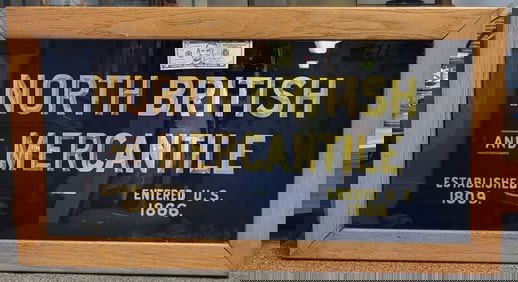 NORTH BRITISH
AND MERCANTILE
ESTABLISHED
1809.
ENTERED U.S.
1866.